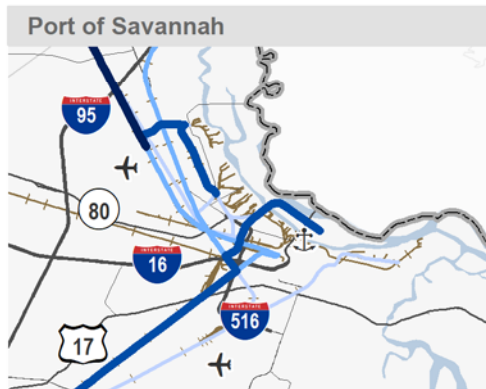 Port of Savannah
INTERSTATE
95
80
INTERSTATE
16
INTERSTATE
516
17